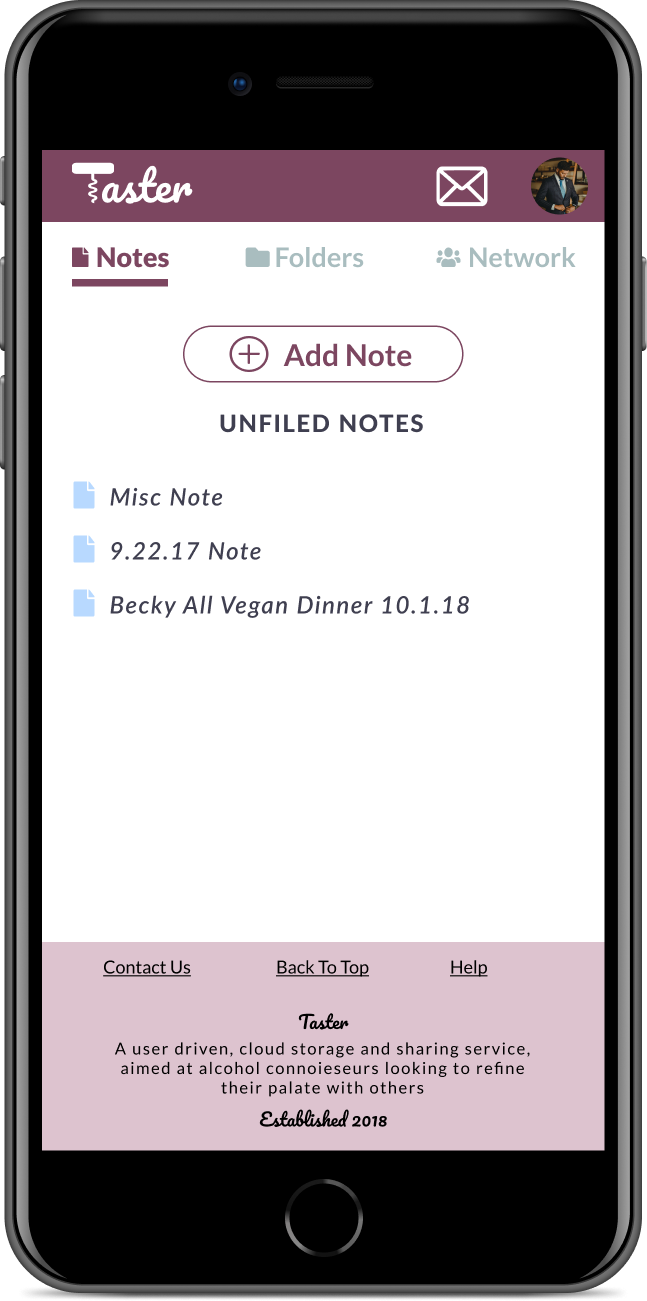 Taster
Notes Folders Network
Add Note
UNFILED NOTES
Misc Note
9.22.17 Note
Becky All Vegan Dinner 10.1.18
Contact Us Back To Top Help
Taster
A user driven, cloud storage and sharing service,
aimed at alcohol connoieseurs looking to refine
their palate with others
Established 2018